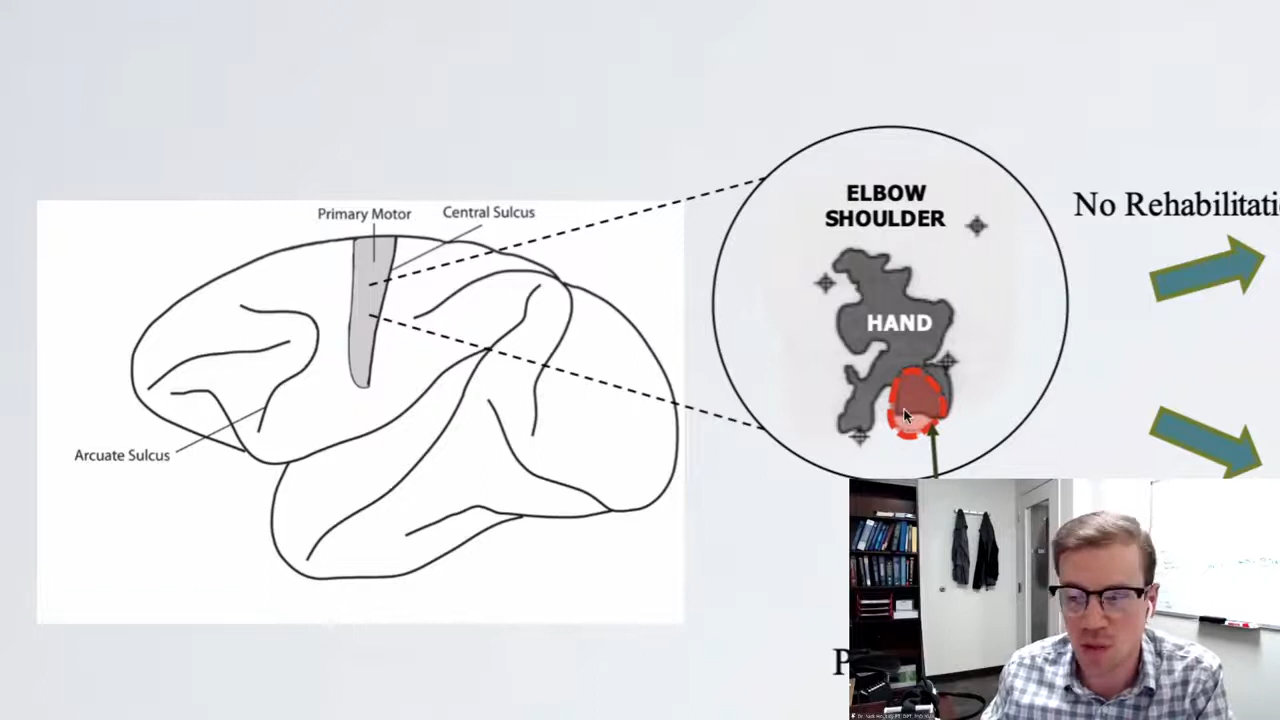 Primary Motor
Central Sulcus
Arcuate Sulcus
ELBOW
SHOULDER
HAND
No Rehabilitati
P